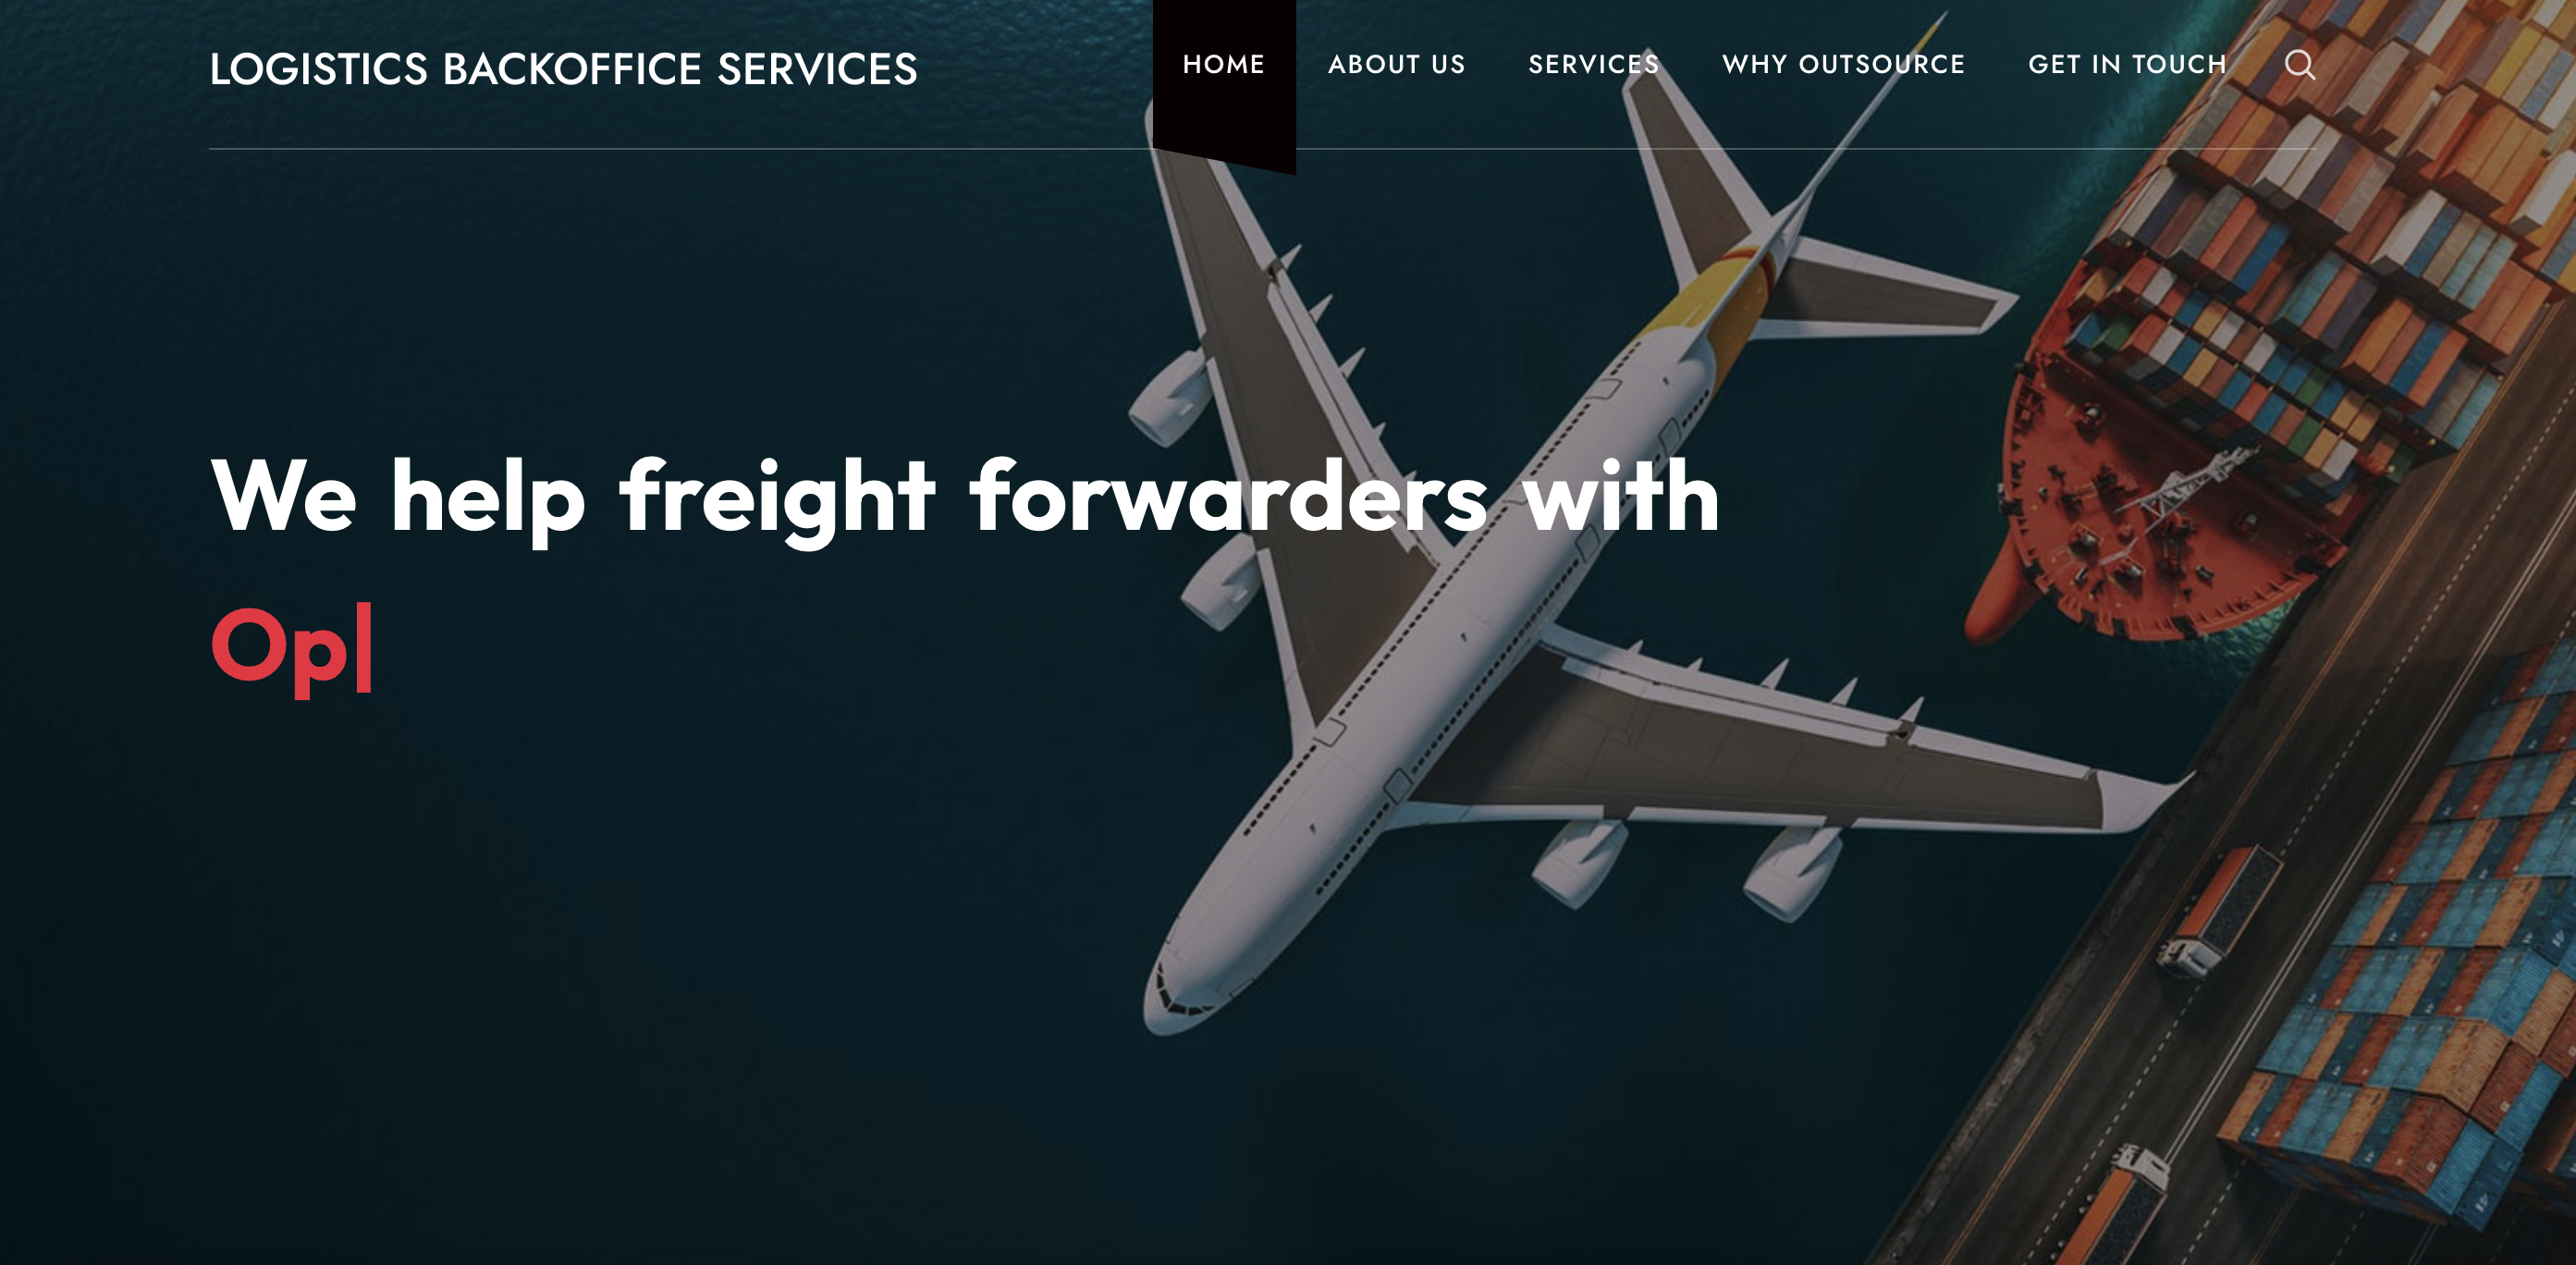 LOGISTICS BACKOFFICE SERVICES
HOME ABOUT US SERVICES WHY OUTSOURCE GET IN TOUCH
We help freight forwarders with
Op|